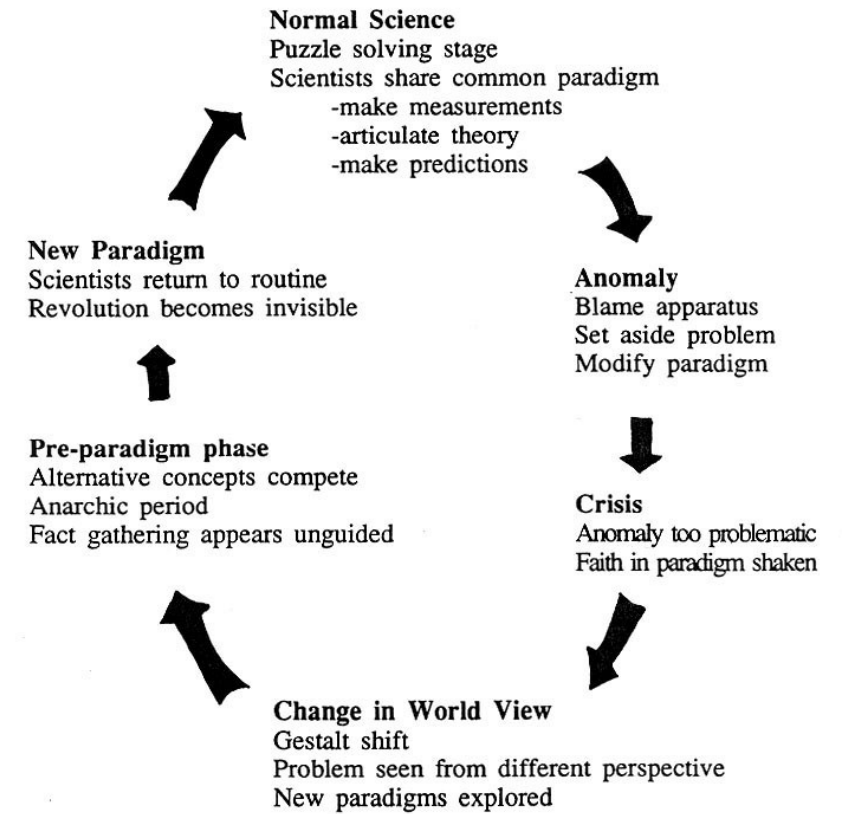 Normal Science
Puzzle solving stage
Scientists share common paradigm
-make measurements
-articulate theory
-make predictions
Anomaly
Blame apparatus
Set aside problem
Modify paradigm
Crisis
Anomaly too problematic
Faith in paradigm shaken
Change in World View
Gestalt shift
Problem seen from different perspective
New paradigms explored
Pre-paradigm phase
Alternative concepts compete
Anarchic period
Fact gathering appears unguided
New Paradigm
Scientists return to routine
Revolution becomes invisible